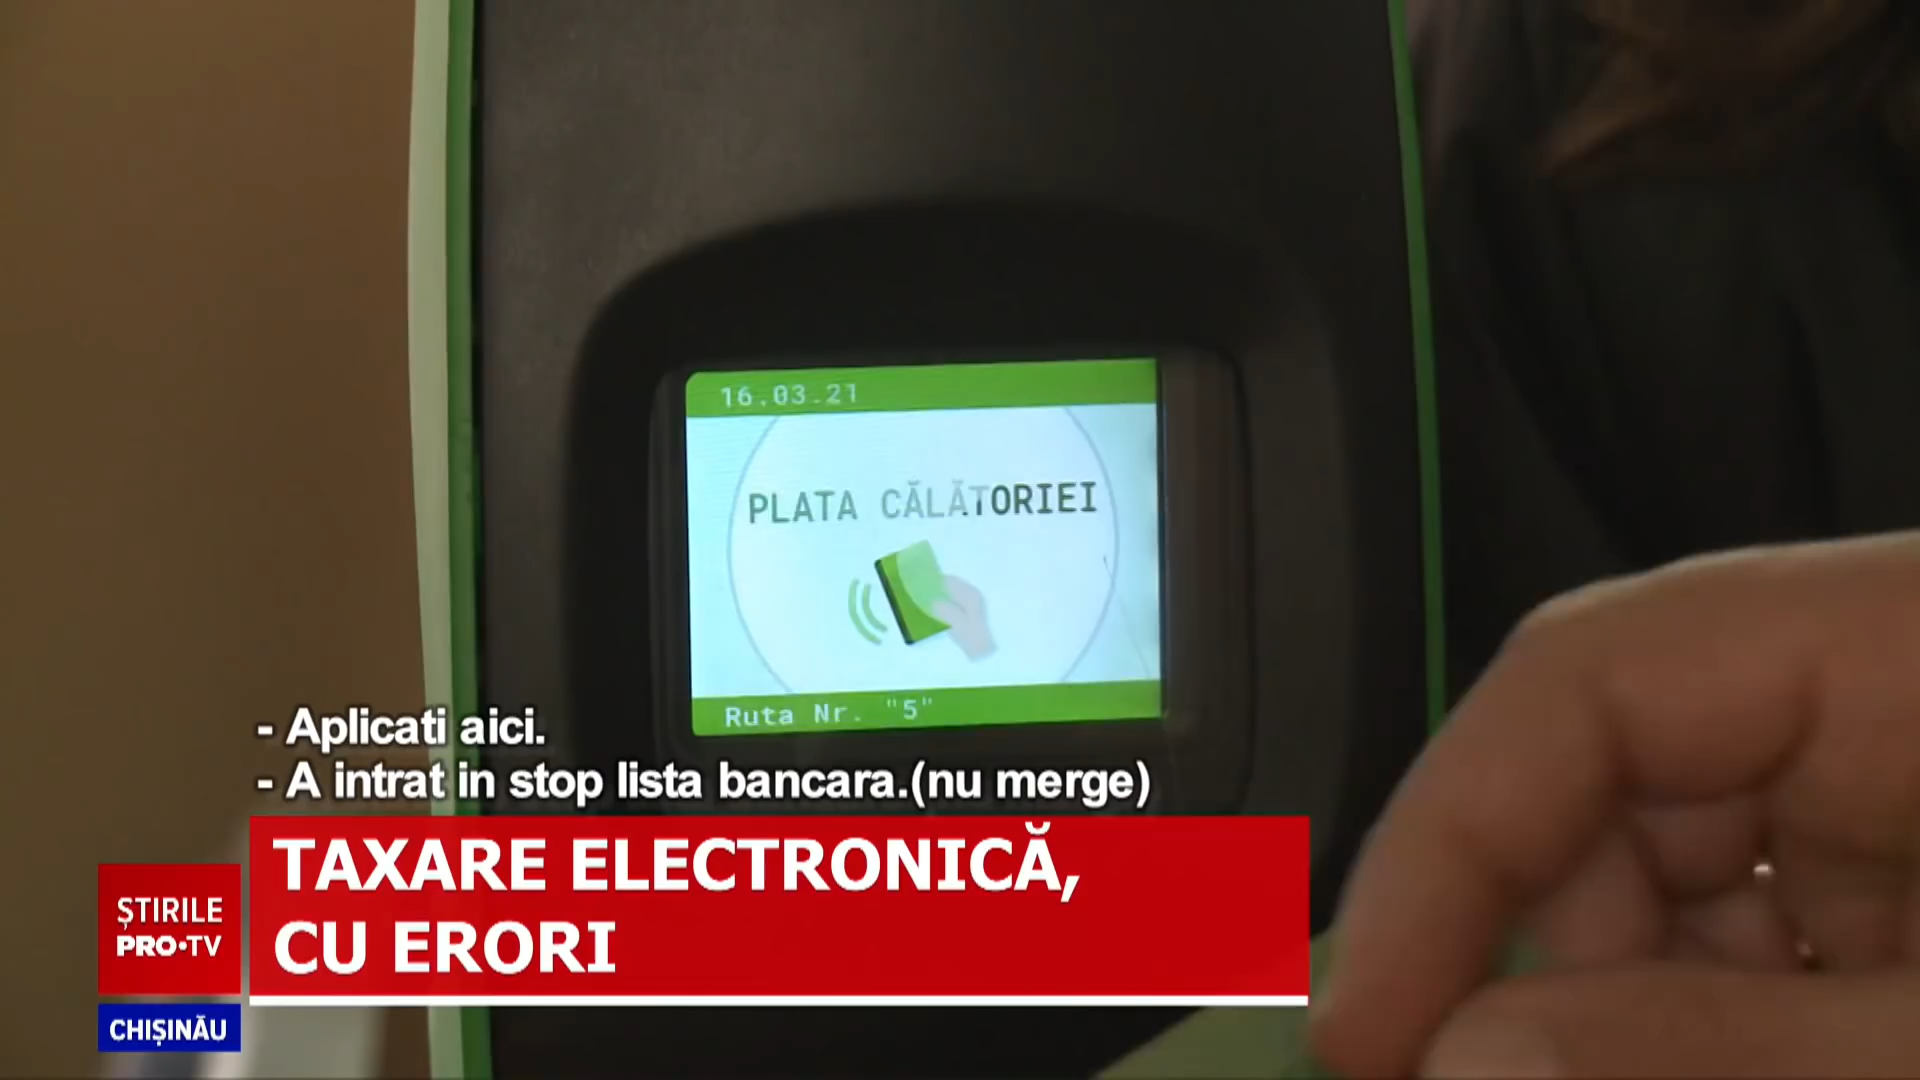 16.03.21
PLATA CĂLĂTORIEI
Ruta Nr. "5"
- Aplicati aici.
- A intrat in stop lista bancara.(nu merge)
TAXARE ELECTRONICĂ,
CU ERORI
ȘTIRILE
PRO•TV
CHIȘINĂU